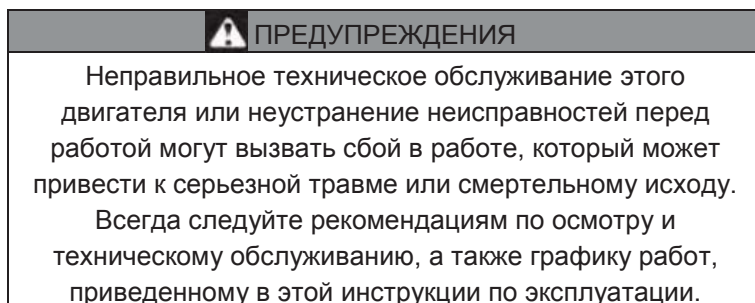 ПРЕДУПРЕЖДЕНИЯ
Неправильное техническое обслуживание этого
двигателя или неустранение неисправностей перед
работой могут вызвать сбой в работе, который может
привести к серьезной травме или смертельному исходу.
Всегда следуйте рекомендациям по осмотру и
техническому обслуживанию, а также графику работ,
приведенному в этой инструкции по эксплуатации.